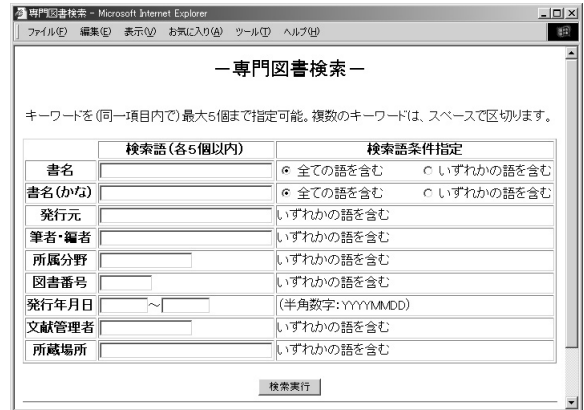 専門図書検索 - Microsoft Internet Explorer
ファイル(F) 編集(E) 表示(V) お気に入り(A) ツール(T) ヘルプ(H)
－専門図書検索－
キーワードを(同一項目内で)最大5個まで指定可能。複数のキーワードは、スペースで区切ります。
検索語(各5個以内) 検索語条件指定
書名 全ての語を含む いずれかの語を含む
書名(かな) 全ての語を含む いずれかの語を含む
発行元 いずれかの語を含む
筆者・編者 いずれかの語を含む
所属分野 いずれかの語を含む
図書番号 いずれかの語を含む
発行年月日 ～ (半角数字:YYYYMMDD)
文献管理者 いずれかの語を含む
所蔵場所 いずれかの語を含む
検索実行